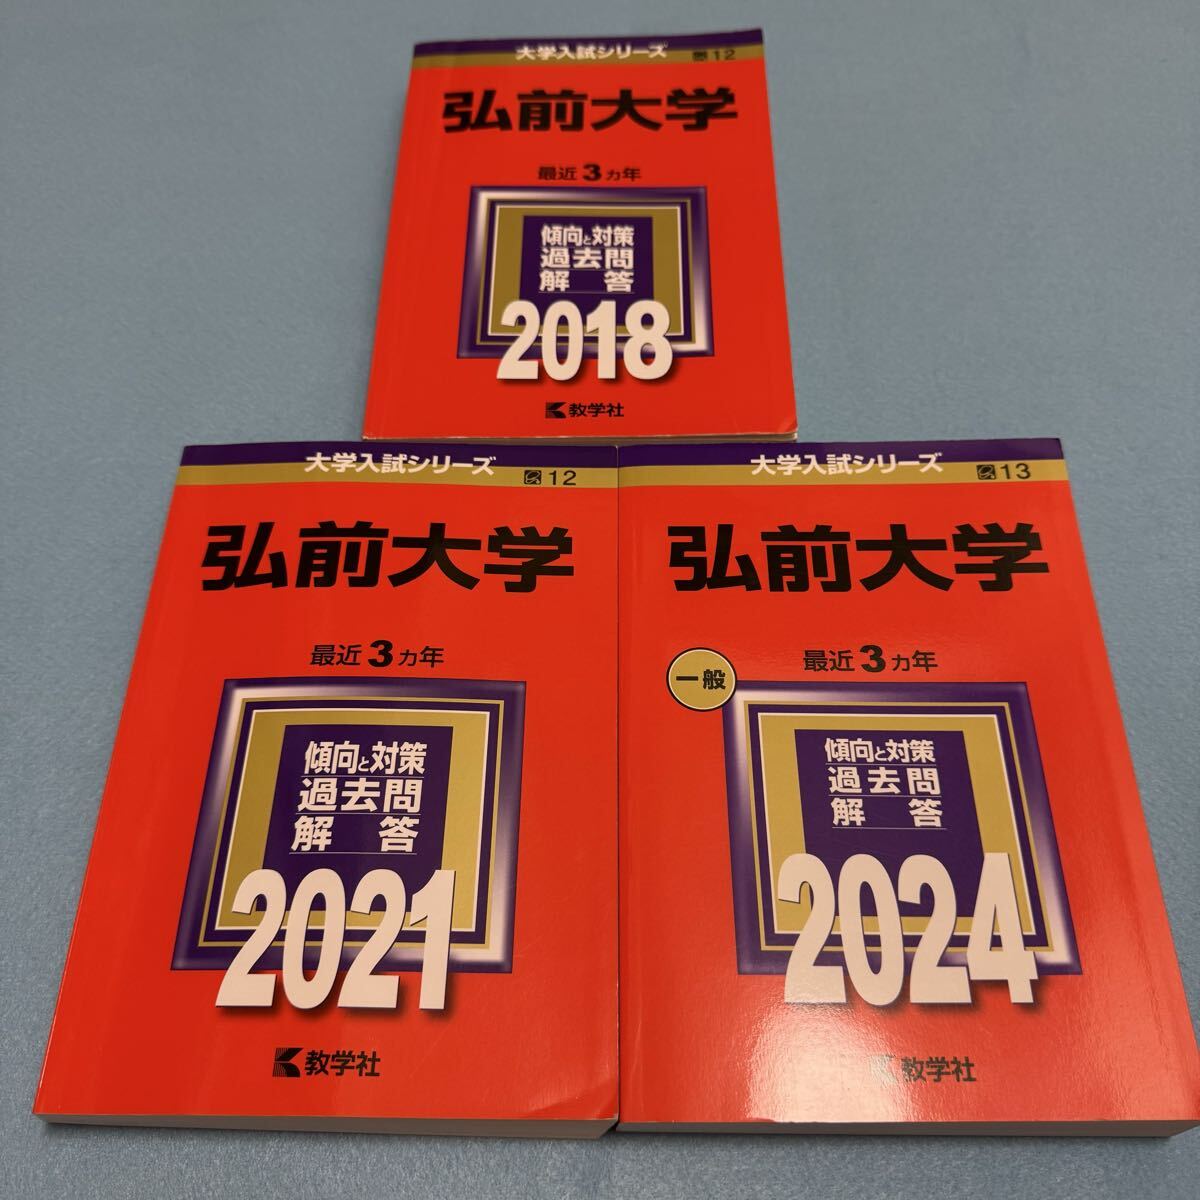 大学入試シリーズ
12
弘前大学
最近3カ年
傾向と対策
過去問
解答
2018
教学社
大学入試シリーズ
12
弘前大学
最近3カ年
傾向と対策
過去問
解答
2021
教学社
大学入試シリーズ
13
弘前大学
一般
最近3カ年
傾向と対策
過去問
解答
2024
教学社